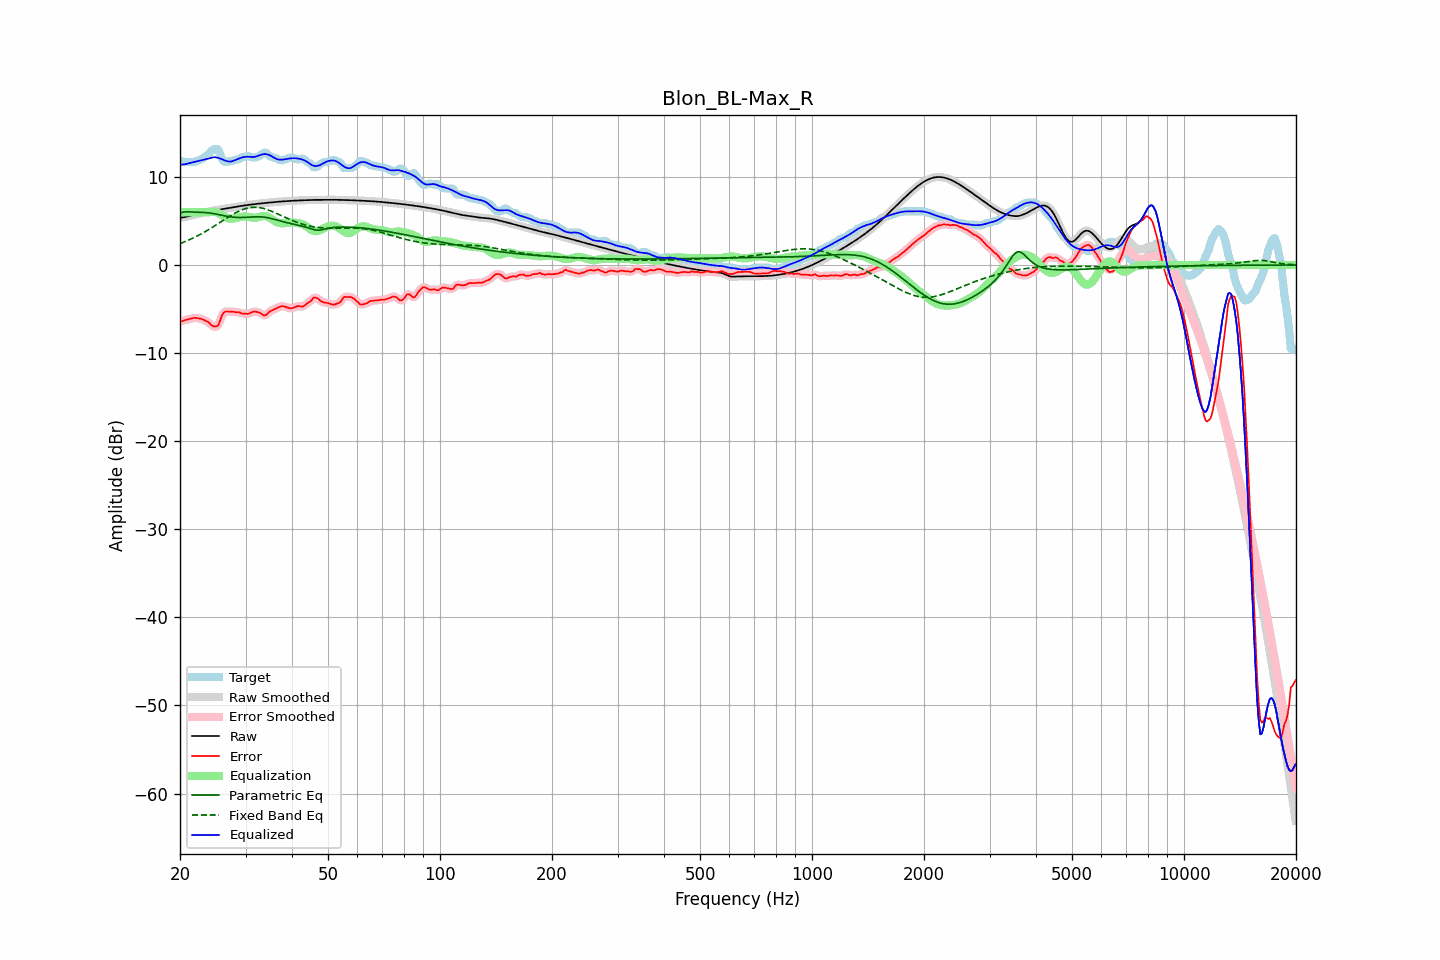 Blon_BL-Max_R
Amplitude (dBr)
10
0
−10
−20
−30
−40
−50
−60
Target
Raw Smoothed
Error Smoothed
Raw
Error
Equalization
Parametric Eq
Fixed Band Eq
Equalized
20 50 100 200 500 1000 2000 5000 10000 20000
Frequency (Hz)